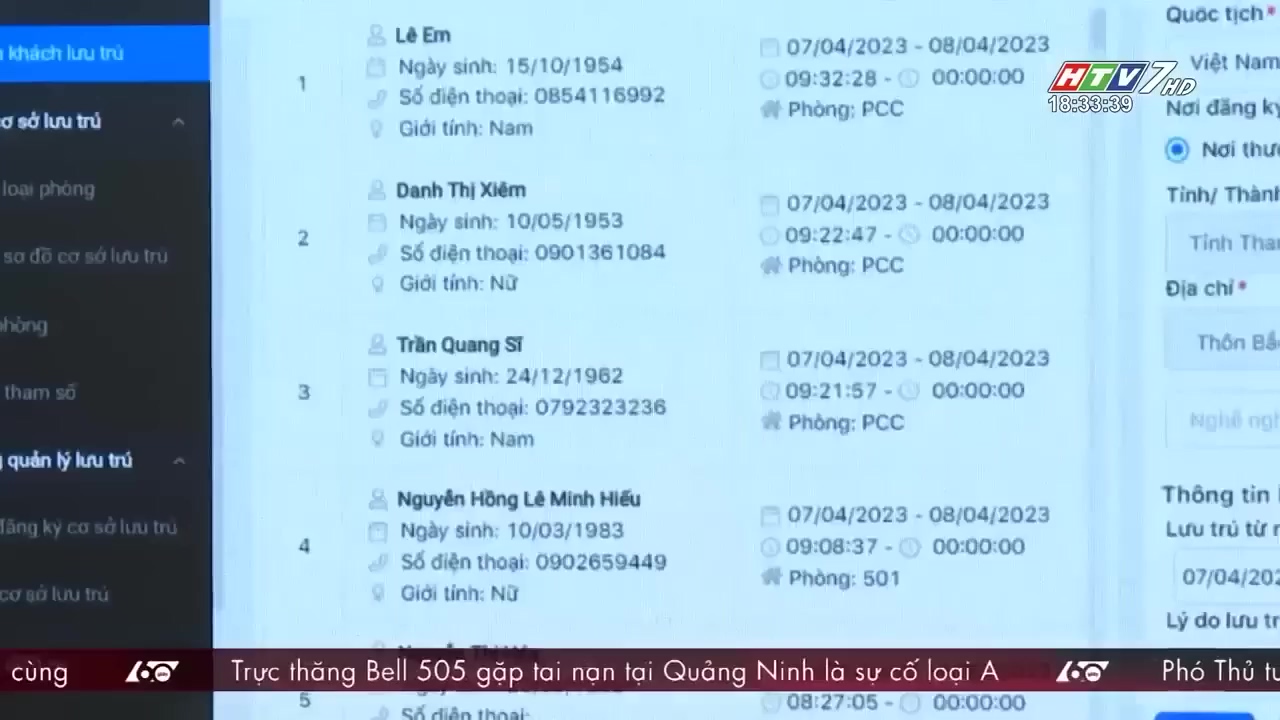 khách lưu trú
cơ sở lưu trú
loại phòng
sơ đồ cơ sở lưu trú
phòng
tham số
quản lý lưu trú
đăng ký cơ sở lưu trú
cơ sở lưu trú
1
Lê Em
Ngày sinh: 15/10/1954
Số điện thoại: 0854116992
Giới tính: Nam
07/04/2023 - 08/04/2023
09:32:28 - 00:00:00
Phòng: PCC
2
Danh Thị Xiêm
Ngày sinh: 10/05/1953
Số điện thoại: 0901361084
Giới tính: Nữ
07/04/2023 - 08/04/2023
09:22:47 - 00:00:00
Phòng: PCC
3
Trần Quang Sĩ
Ngày sinh: 24/12/1962
Số điện thoại: 0792323236
Giới tính: Nam
07/04/2023 - 08/04/2023
09:21:57 - 00:00:00
Phòng: PCC
4
Nguyễn Hồng Lê Minh Hiếu
Ngày sinh: 10/03/1983
Số điện thoại: 0902659449
Giới tính: Nữ
07/04/2023 - 08/04/2023
09:08:37 - 00:00:00
Phòng: 501
5
Số điện thoại:
08:27:05 - 00:00:00
Quốc tịch*
Việt Nam
HTV7HD
18:33:39
Nơi đăng ký
Nơi
Tỉnh/ Thành
Tỉnh
Địa chỉ*
Thôn
Nghề
Thông tin
Lưu trú từ
07/04/202
Lý do lưu
cùng 60 Trực thăng Bell 505 gặp tai nạn tại Quảng Ninh là sự cố loại A 60 Phó Thủ